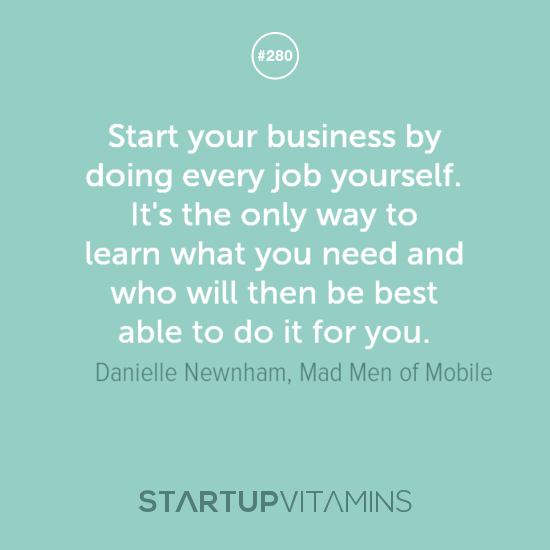 #280
Start your business by
doing every job yourself.
It's the only way to
learn what you need and
who will then be best
able to do it for you.
Danielle Newnham, Mad Men of Mobile
STARTUPVITAMINS